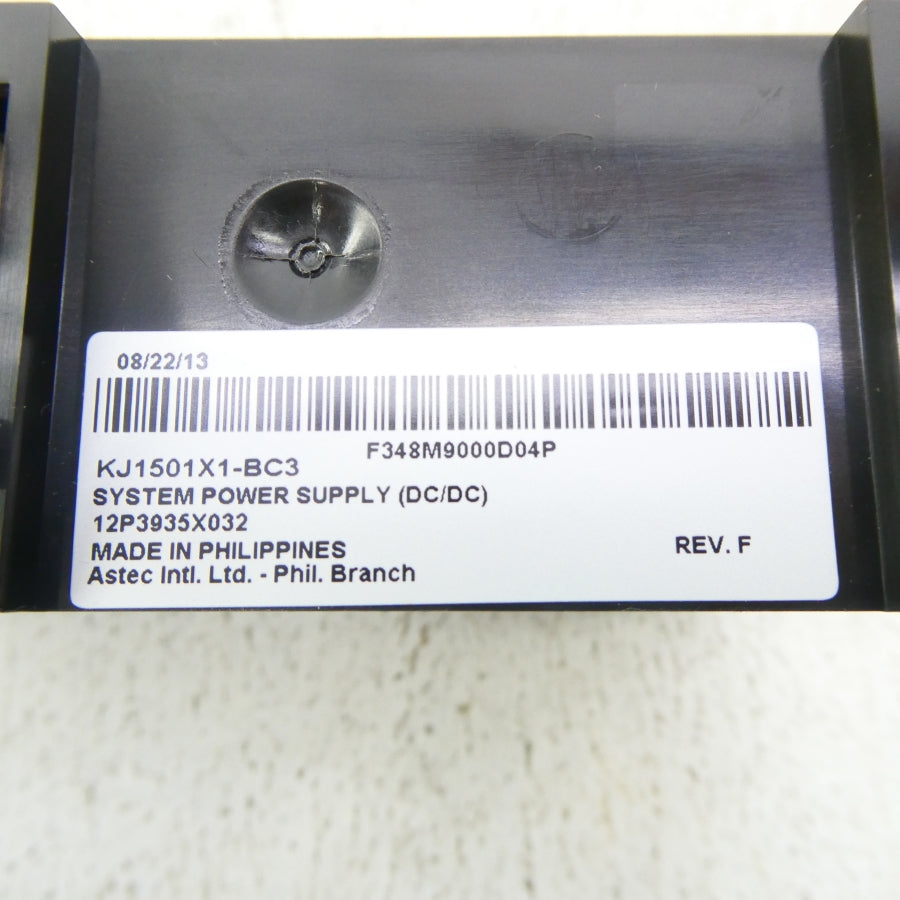 08/22/13
F348M9000D04P
KJ1501X1-BC3
SYSTEM POWER SUPPLY (DC/DC)
12P3935X032
MADE IN PHILIPPINES
REV. F
Astec Intl. Ltd. - Phil. Branch